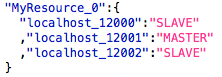 "MyResource_0":{
"localhost_12000":"SLAVE"
,"localhost_12001":"MASTER"
,"localhost_12002":"SLAVE"
}